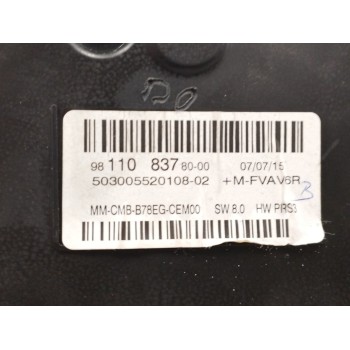 98 110 837 80-00 07/07/15
503005520108-02 +M-FVAV6R
B
MM-CMB-B78EG-CEM00 SW.8.0 HW PIRS3